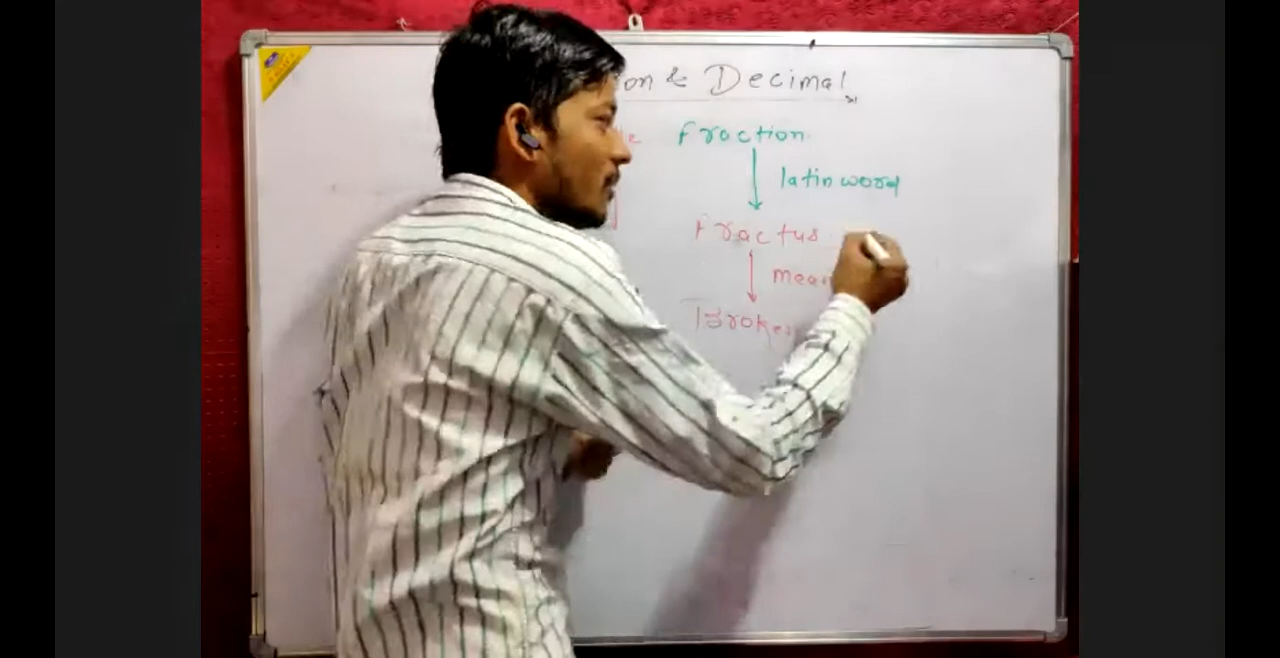 on & Decimal
Fraction
latin word
Fractus
mean
Broken